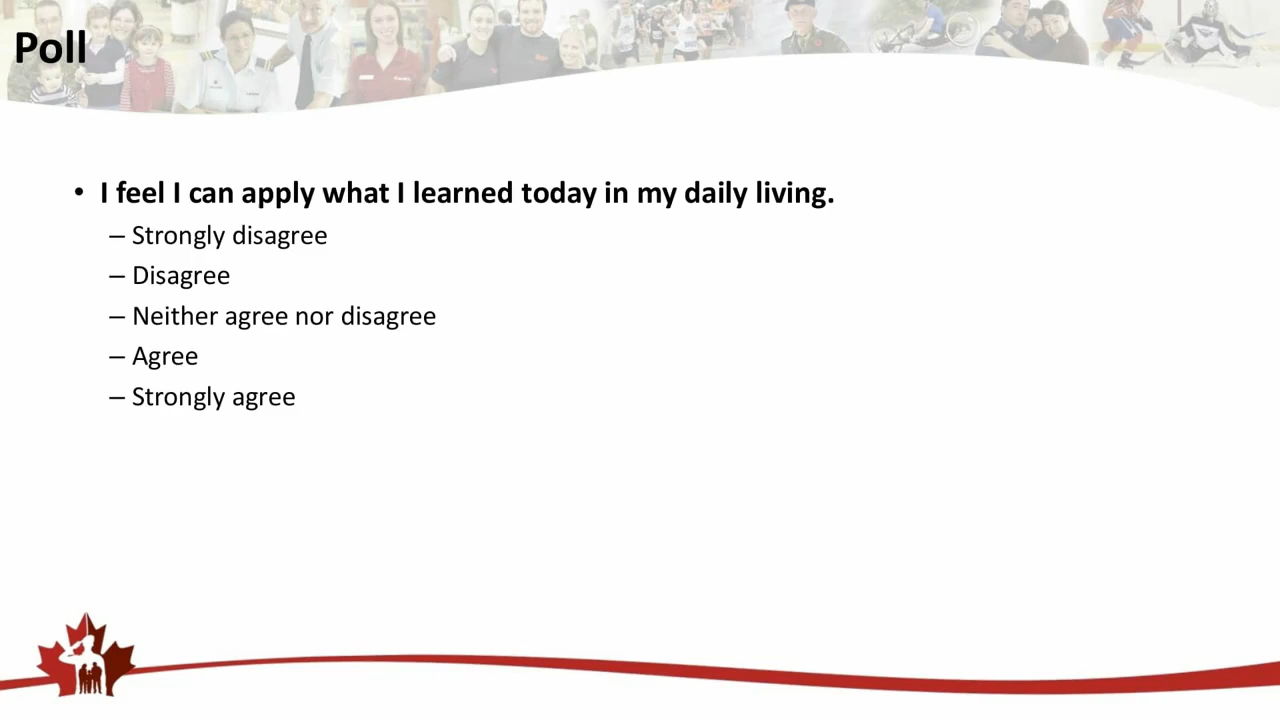 Poll
• I feel I can apply what I learned today in my daily living.
– Strongly disagree
– Disagree
– Neither agree nor disagree
– Agree
– Strongly agree